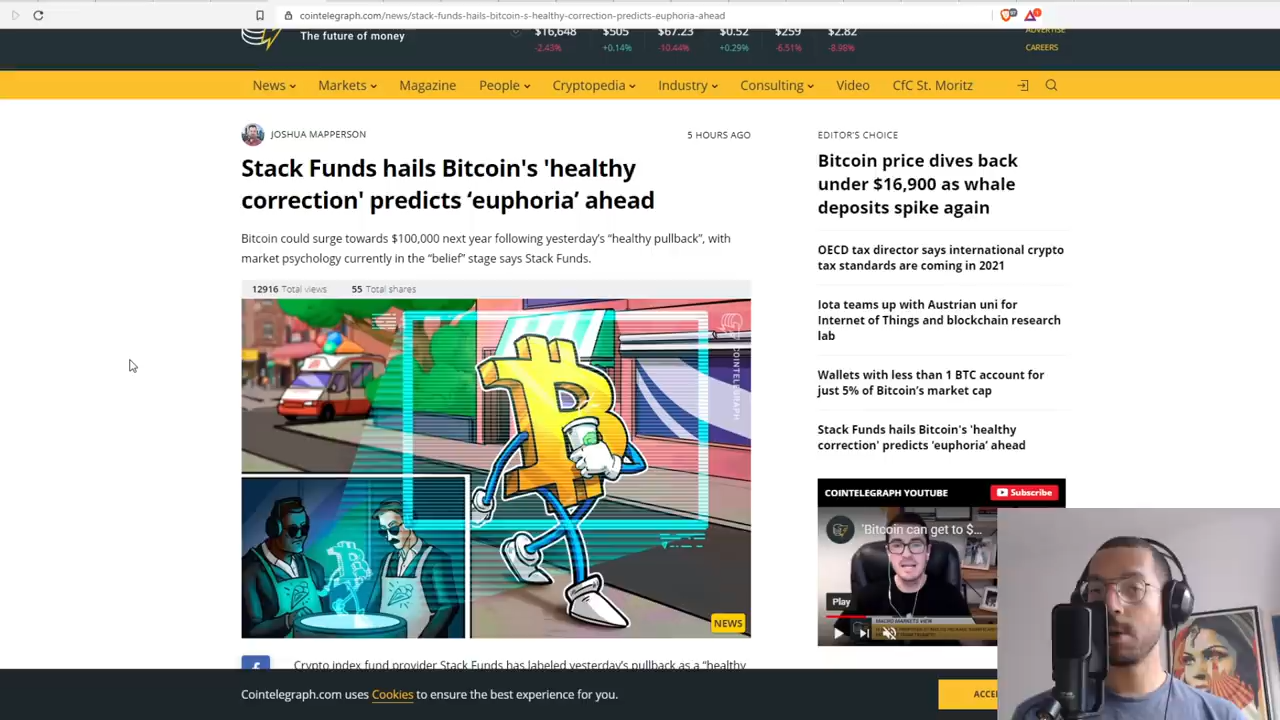 cointelegraph.com/news/stack-funds-hails-bitcoin-s-healthy-correction-predicts-euphoria-ahead
The future of money
$16,648 $505 $67.23 $0.52 $259 $2.82
-2.43% +0.14% -10.44% +0.29% -6.51% -8.98%
ADVERTISE
CAREERS
News Markets Magazine People Cryptopedia Industry Consulting Video CfC St. Moritz
JOSHUA MAPPERSON
5 HOURS AGO
Stack Funds hails Bitcoin's 'healthy
correction' predicts ‘euphoria’ ahead
Bitcoin could surge towards $100,000 next year following yesterday’s “healthy pullback”, with
market psychology currently in the “belief” stage says Stack Funds.
12916 Total views 55 Total shares
COINTELEGRAPH
NEWS
Crypto index fund provider Stack Funds has labeled yesterday’s pullback as a “healthy
EDITOR’S CHOICE
Bitcoin price dives back
under $16,900 as whale
deposits spike again
OECD tax director says international crypto
tax standards are coming in 2021
Iota teams up with Austrian uni for
Internet of Things and blockchain research
lab
Wallets with less than 1 BTC account for
just 5% of Bitcoin’s market cap
Stack Funds hails Bitcoin's 'healthy
correction' predicts ‘euphoria’ ahead
COINTELEGRAPH YOUTUBE
Subscribe
'Bitcoin can get to $...
Play
MACRO MARKETS VIEW
Cointelegraph.com uses Cookies to ensure the best experience for you.